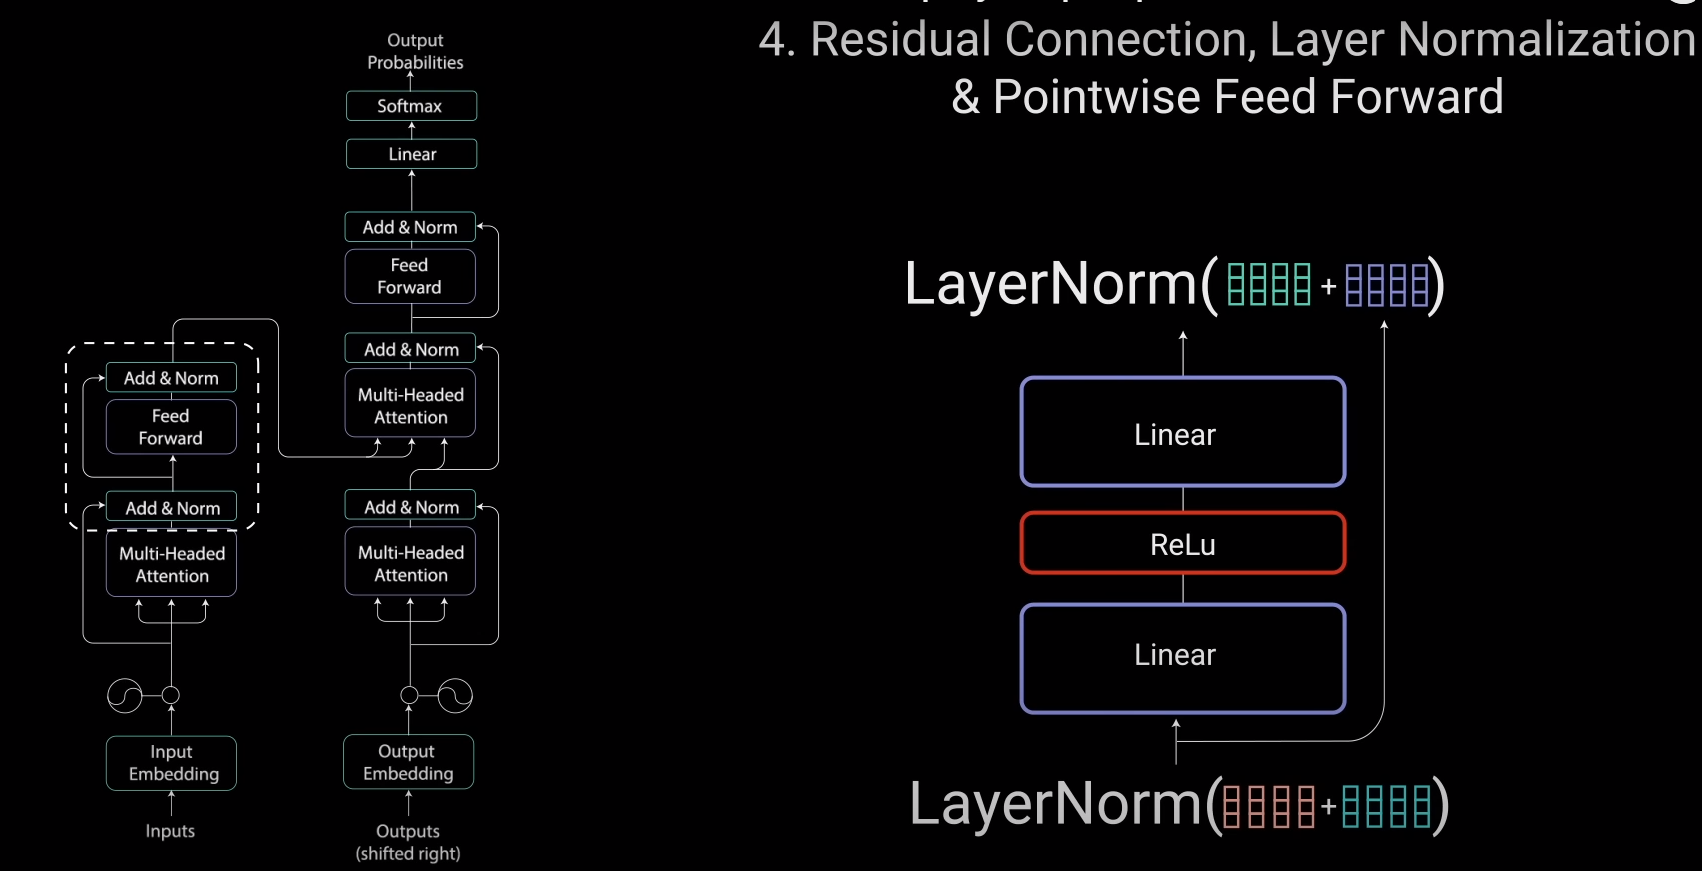 4. Residual Connection, Layer Normalization
& Pointwise Feed Forward
Output
Probabilities
Softmax
Linear
Add & Norm
Feed
Forward
Add & Norm
Multi-Headed
Attention
Add & Norm
Multi-Headed
Attention
Output
Embedding
Outputs
(shifted right)
Add & Norm
Feed
Forward
Add & Norm
Multi-Headed
Attention
Input
Embedding
Inputs
LayerNorm( + )
Linear
ReLu
Linear
LayerNorm( + )